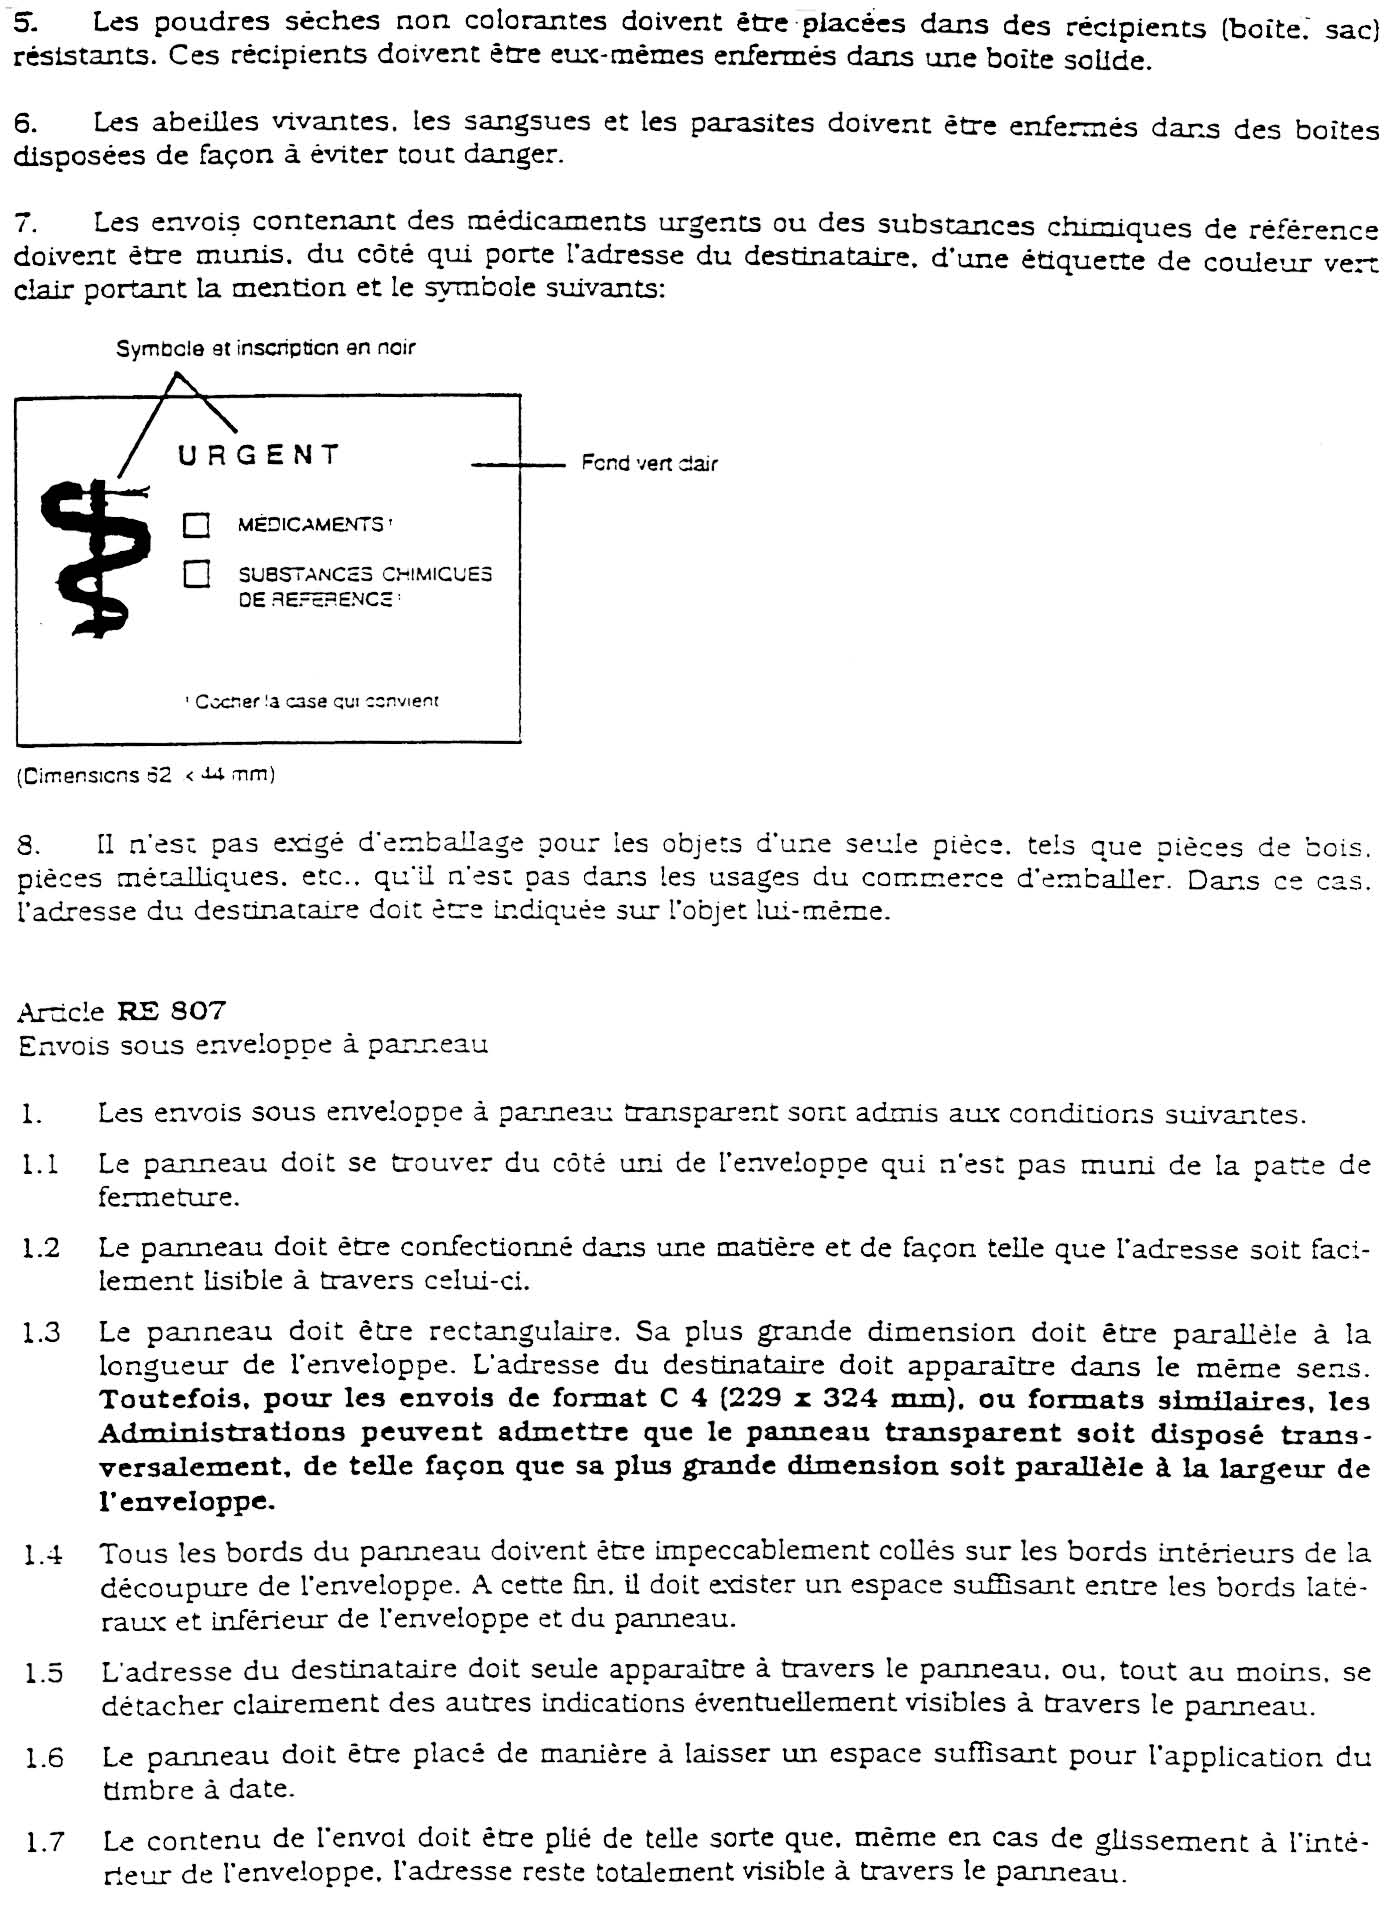 5. Les poudres sèches non colorantes doivent être placées dans des récipients (boîte, sac)
résistants. Ces récipients doivent être eux-mêmes enfermés dans une boîte solide.
6. Les abeilles vivantes, les sangsues et les parasites doivent être enfermés dans des boîtes
disposées de façon à éviter tout danger.
7. Les envois contenant des médicaments urgents ou des substances chimiques de référence
doivent être munis, du côté qui porte l'adresse du destinataire, d'une étiquette de couleur vert
clair portant la mention et le symbole suivants:
Symbole et inscription en noir
URGENT
Fond vert clair
MÉDICAMENTS ¹
SUBSTANCES CHIMIQUES
DE REFERENCE ¹
¹ Cocher la case qui convient
(Dimensions 62 x 44 mm)
8. Il n'est pas exigé d'emballage pour les objets d'une seule pièce, tels que pièces de bois,
pièces métalliques, etc., qu'il n'est pas dans les usages du commerce d'emballer. Dans ce cas,
l'adresse du destinataire doit être indiquée sur l'objet lui-même.
Article RE 807
Envois sous enveloppe à panneau
1. Les envois sous enveloppe à panneau transparent sont admis aux conditions suivantes.
1.1 Le panneau doit se trouver du côté uni de l'enveloppe qui n'est pas muni de la patte de
fermeture.
1.2 Le panneau doit être confectionné dans une matière et de façon telle que l'adresse soit faci-
lement lisible à travers celui-ci.
1.3 Le panneau doit être rectangulaire. Sa plus grande dimension doit être parallèle à la
longueur de l'enveloppe. L'adresse du destinataire doit apparaître dans le même sens.
Toutefois, pour les envois de format C 4 (229 x 324 mm), ou formats similaires, les
Administrations peuvent admettre que le panneau transparent soit disposé trans-
versalement, de telle façon que sa plus grande dimension soit parallèle à la largeur de
l'enveloppe.
1.4 Tous les bords du panneau doivent être impeccablement collés sur les bords intérieurs de la
découpure de l'enveloppe. A cette fin, il doit exister un espace suffisant entre les bords laté-
raux et inférieur de l'enveloppe et du panneau.
1.5 L'adresse du destinataire doit seule apparaître à travers le panneau, ou, tout au moins, se
détacher clairement des autres indications éventuellement visibles à travers le panneau.
1.6 Le panneau doit être placé de manière à laisser un espace suffisant pour l'application du
timbre à date.
1.7 Le contenu de l'envoi doit être plié de telle sorte que, même en cas de glissement à l'inté-
rieur de l'enveloppe, l'adresse reste totalement visible à travers le panneau.